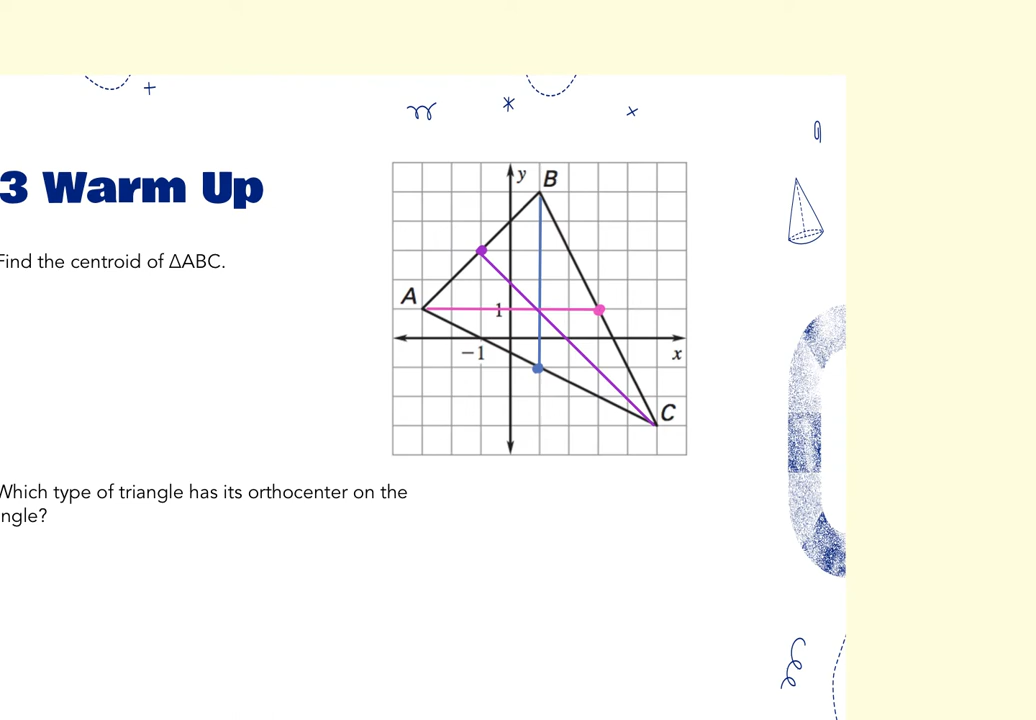 3 Warm Up
Find the centroid of ΔABC.
y
B
A
1
−1
x
C
Which type of triangle has its orthocenter on the
ngle?